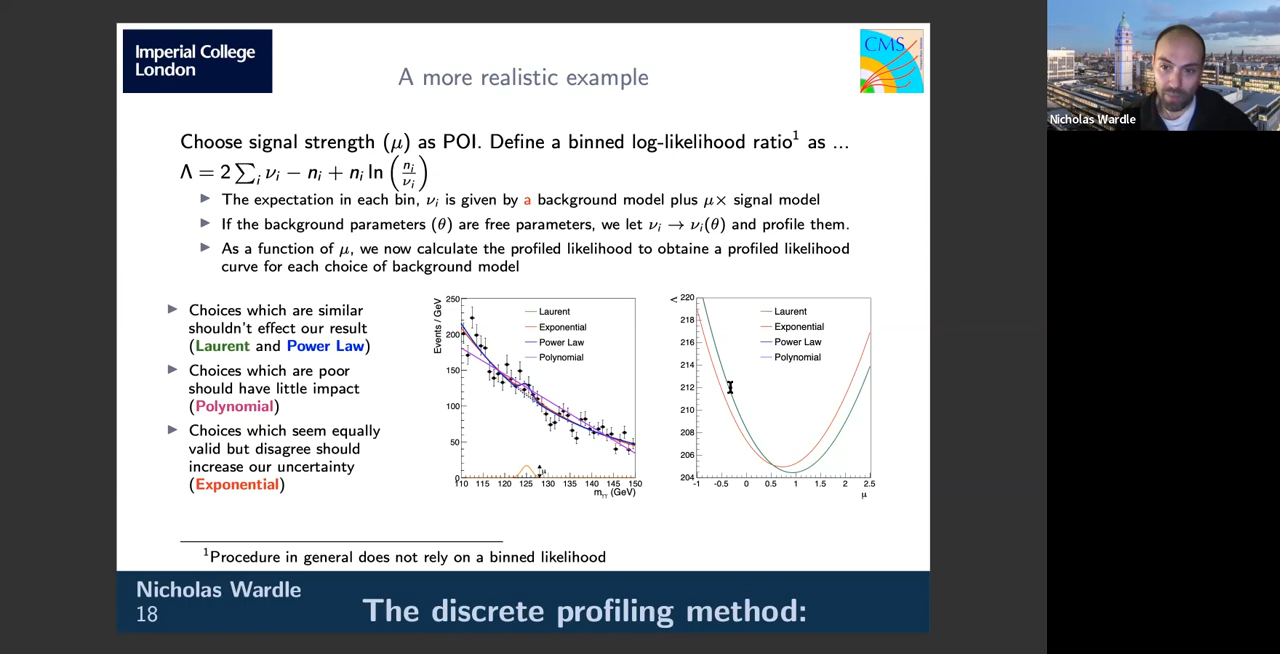 Imperial College
London
A more realistic example
CMS
Nicholas Wardle
Choose signal strength (μ) as POI. Define a binned log-likelihood ratio¹ as ...
Λ = 2 ∑ᵢ νᵢ − nᵢ + nᵢ ln (nᵢ/νᵢ)
The expectation in each bin, νᵢ is given by a background model plus μ× signal model
If the background parameters (θ) are free parameters, we let νᵢ → νᵢ(θ) and profile them.
As a function of μ, we now calculate the profiled likelihood to obtaine a profiled likelihood
curve for each choice of background model
Choices which are similar
shouldn't effect our result
(Laurent and Power Law)
Choices which are poor
should have little impact
(Polynomial)
Choices which seem equally
valid but disagree should
increase our uncertainty
(Exponential)
Events / GeV
250
200
150
100
50
0
Laurent
Exponential
Power Law
Polynomial
μ
110 115 120 125 130 135 140 145 150
m_γγ (GeV)
Λ
220
218
216
214
212
210
208
206
204
Laurent
Exponential
Power Law
Polynomial
-1 -0.5 0 0.5 1 1.5 2 2.5
μ
¹Procedure in general does not rely on a binned likelihood
Nicholas Wardle
18
The discrete profiling method: